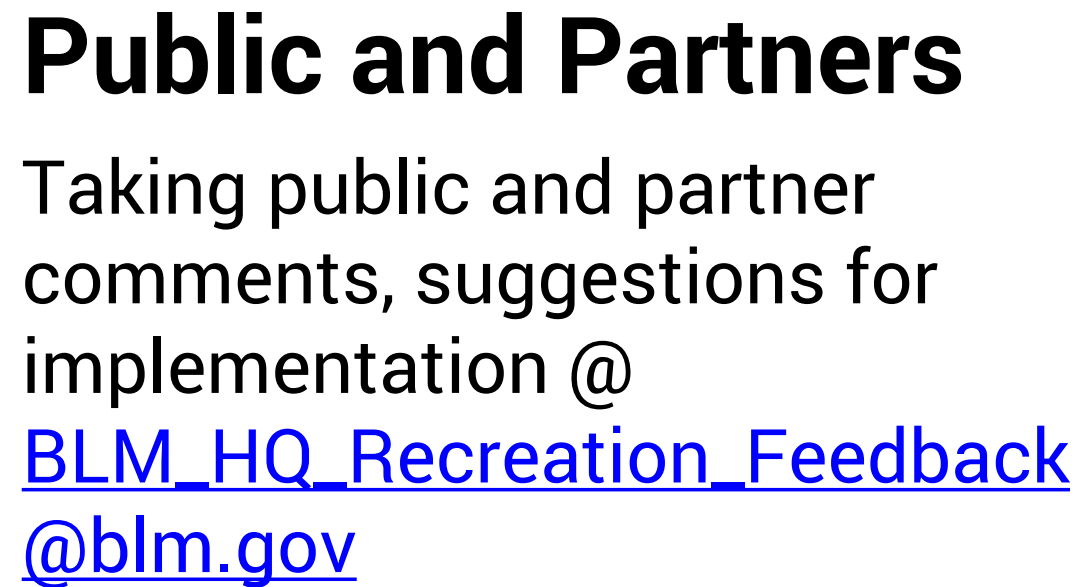 Public and Partners
Taking public and partner
comments, suggestions for
implementation @
BLM_HQ_Recreation_Feedback
@blm.gov